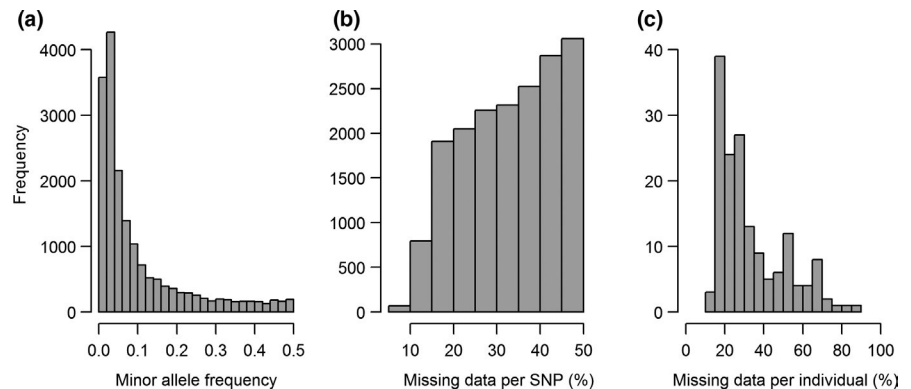 (a)
Frequency
4000
3000
2000
1000
0
0.0 0.1 0.2 0.3 0.4 0.5
Minor allele frequency
(b)
3000
2500
2000
1500
1000
500
0
10 20 30 40 50
Missing data per SNP (%)
(c)
40
30
20
10
0
0 20 40 60 80 100
Missing data per individual (%)